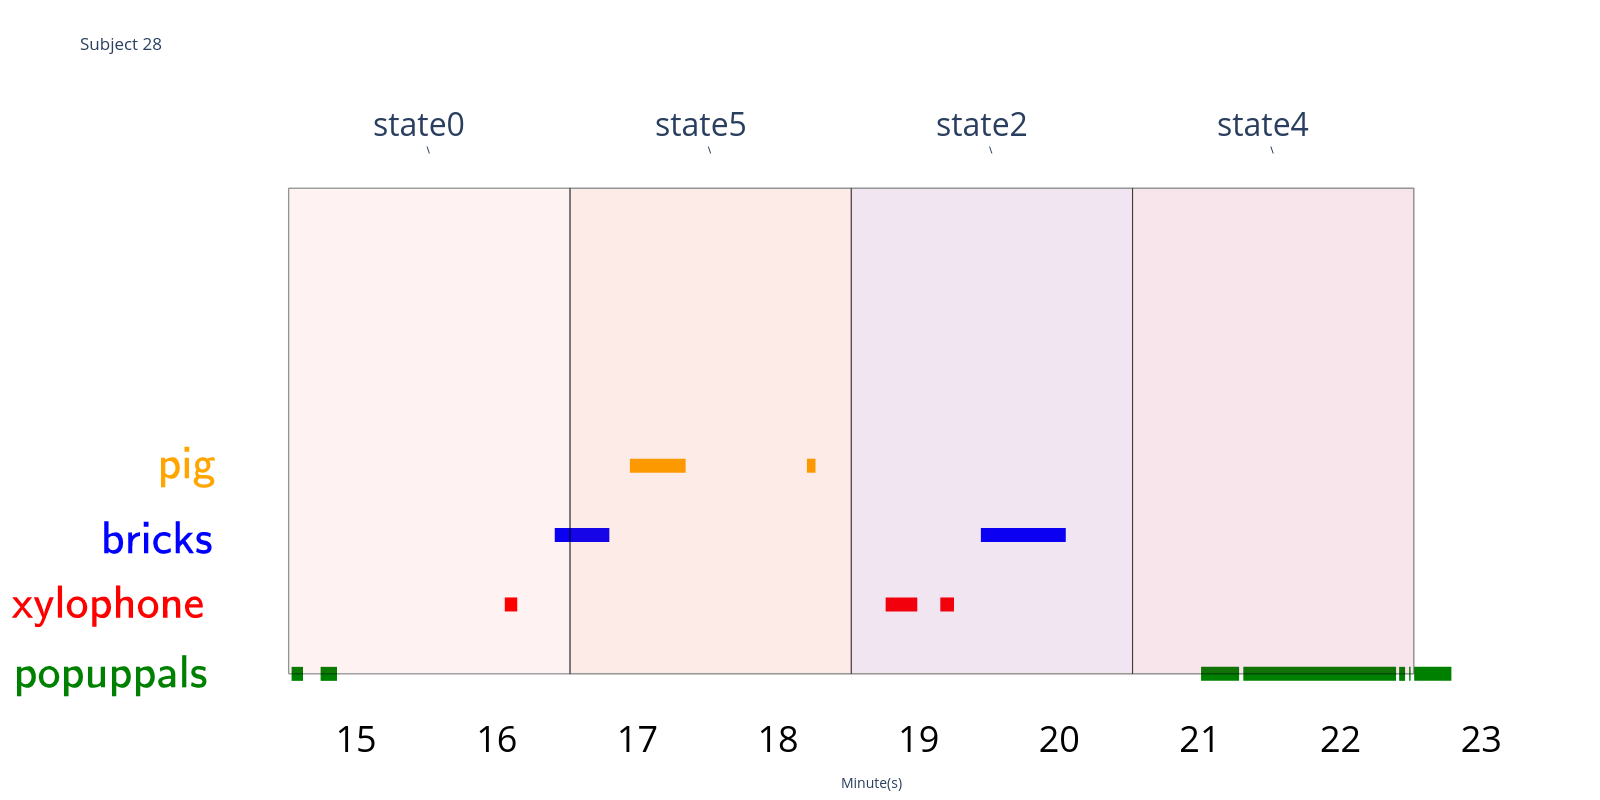 Subject 28
state0 state5 state2 state4
pig
bricks
xylophone
popuppals
15 16 17 18 19 20 21 22 23
Minute(s)